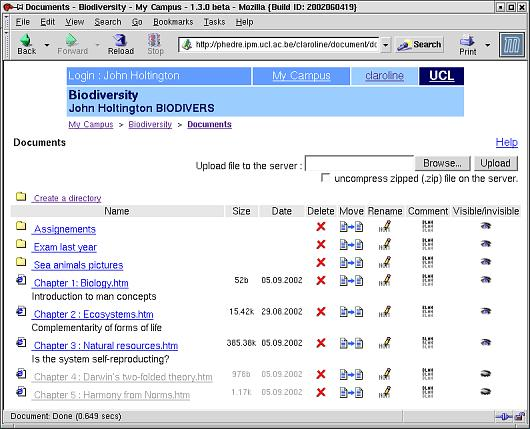 Documents - Biodiversity - My Campus - 1.3.0 beta - Mozilla {Build ID: 2002060419}
File Edit View Search Go Bookmarks Tasks Help
Back Forward Reload Stop http://phedre.ipm.ucl.ac.be/claroline/document/do Search Print
Login : John Holtington My Campus claroline UCL
Biodiversity
John Holtington BIODIVERS
My Campus > Biodiversity > Documents
Documents Help
Upload file to the server : Browse... Upload
uncompress zipped (.zip) file on the server.
Create a directory
Name Size Date Delete Move Rename Comment Visible/invisible
Assignements
Exam last year
Sea animals pictures
Chapter 1: Biology.htm 52b 05.09.2002
Introduction to man concepts
Chapter 2 : Ecosystems.htm 15.42k 29.08.2002
Complementarity of forms of life
Chapter 3 : Natural resources.htm 385.38k 05.09.2002
Is the system self-reproducting?
Chapter 4 : Darwin's two-folded theory.htm 976b 05.09.2002
Chapter 5 : Harmony from Norms.htm 1.17k 05.09.2002
Document: Done (0.649 secs)